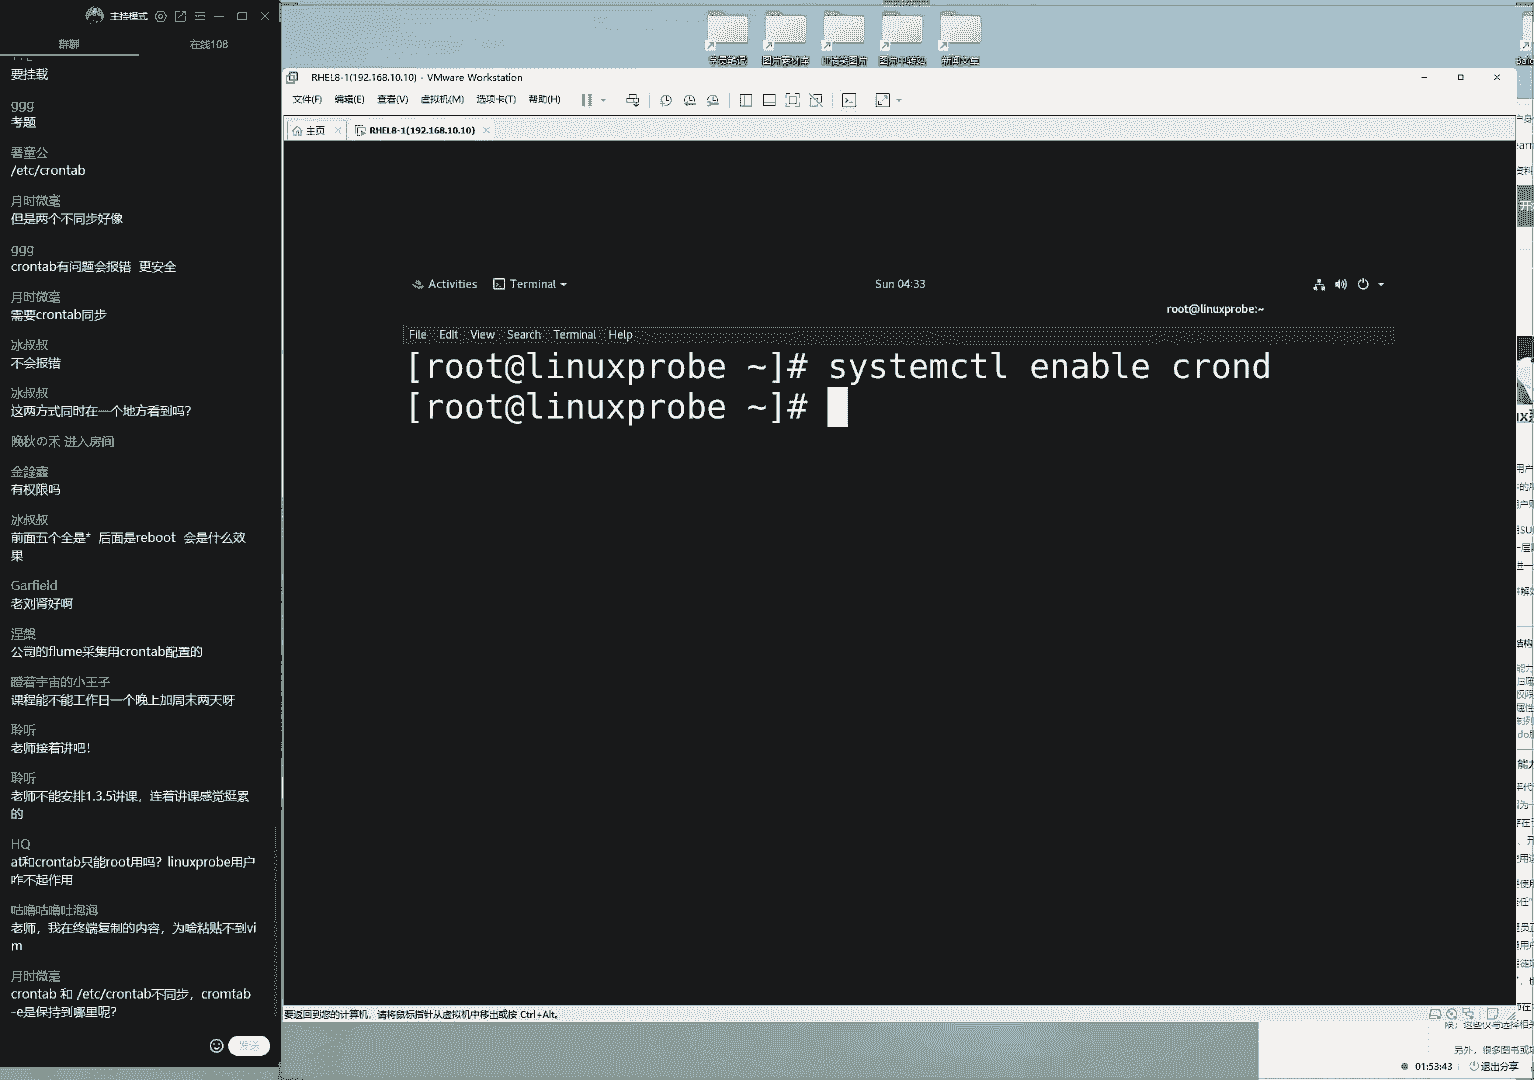 主持模式
群聊
在线108
要挂载
ggg
考题
著童公
/etc/crontab
月时微毫
但是两个不同步好像
ggg
crontab有问题会报错 更安全
月时微毫
需要crontab同步
冰叔叔
不会报错
冰叔叔
这两方式同时在一个地方看到吗?
晚秋の禾 进入房间
金詮鑫
有权限吗
冰叔叔
前面五个全是* 后面是reboot 会是什么效
果
Garfield
老刘肾好啊
涅槃
公司的flume采集用crontab配置的
瞪着宇宙的小王子
课程能不能工作日一个晚上加周末两天呀
聆听
老师接着讲吧!
聆听
老师不能安排1.3.5讲课，连着讲课感觉挺累
的
HQ
at和crontab只能root用吗？linuxprobe用户
咋不起作用
咕噜咕噜吐泡泡
老师，我在终端复制的内容，为啥粘贴不到vi
m
月时微毫
crontab 和 /etc/crontab不同步，cromtab
-e是保持到哪里呢？
发送
RHEL8-1(192.168.10.10) - VMware Workstation
文件(F) 编辑(E) 查看(V) 虚拟机(M) 选项卡(T) 帮助(H)
主页 RHEL8-1(192.168.10.10)
Activities Terminal Sun 04:33
root@linuxprobe:~
File Edit View Search Terminal Help
[root@linuxprobe ~]# systemctl enable crond
[root@linuxprobe ~]#
要返回到您的计算机，请将鼠标指针从虚拟机中移出或按 Ctrl+Alt。
另外，很多图书或
01:53:43 退出分享